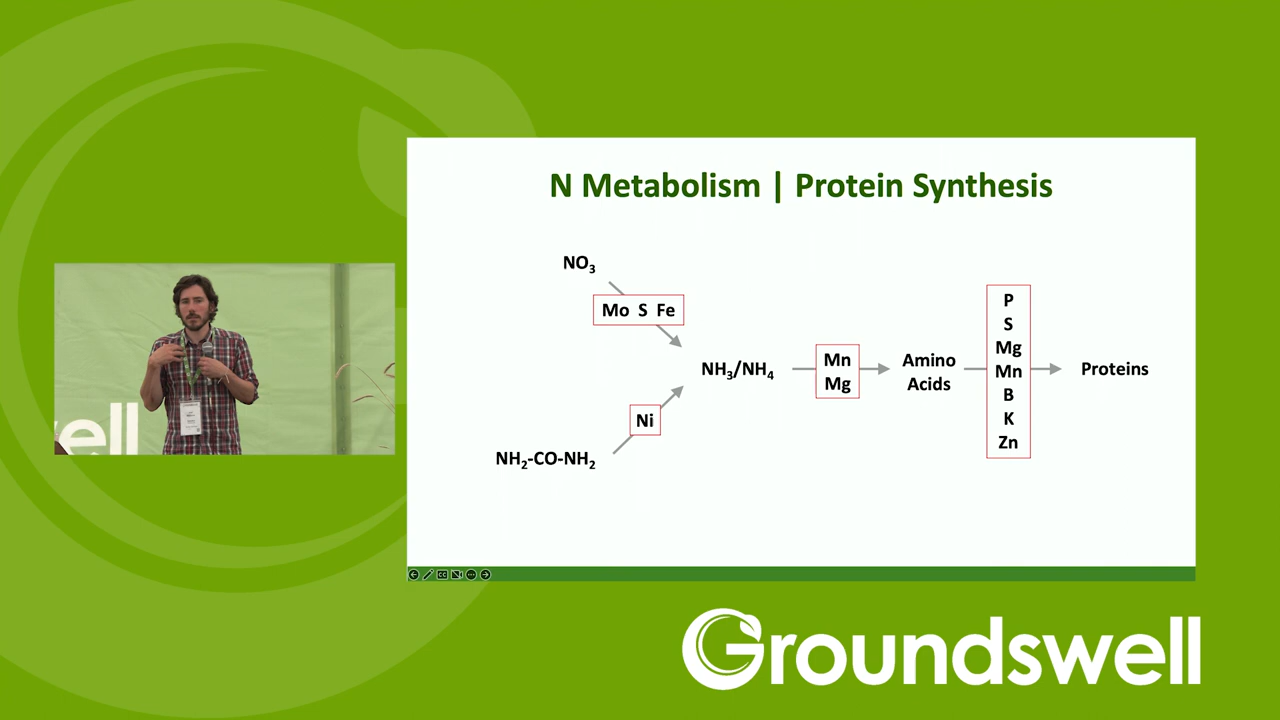 N Metabolism | Protein Synthesis
NO₃
Mo S Fe
NH₃/NH₄
Ni
NH₂-CO-NH₂
Mn
Mg
Amino
Acids
P
S
Mg
Mn
B
K
Zn
Proteins
ell
Groundswell